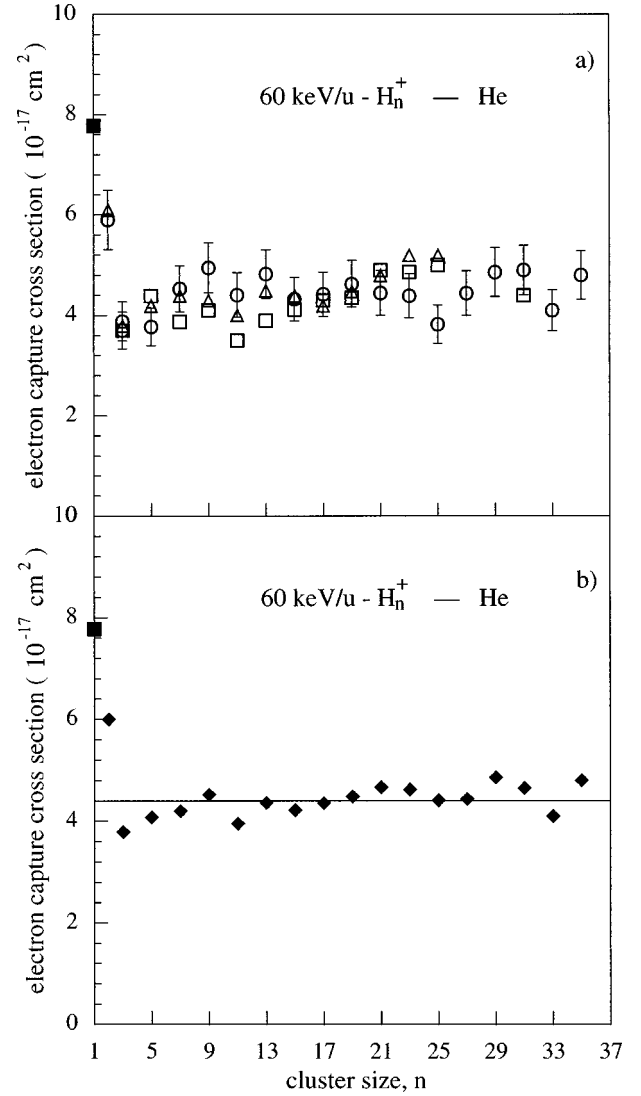 10
a)
60 keV/u - H_n^+ — He
8
6
4
2
electron capture cross section ( 10^-17 cm^2 )
10
b)
60 keV/u - H_n^+ — He
8
6
4
2
0
electron capture cross section ( 10^-17 cm^2 )
1 5 9 13 17 21 25 29 33 37
cluster size, n